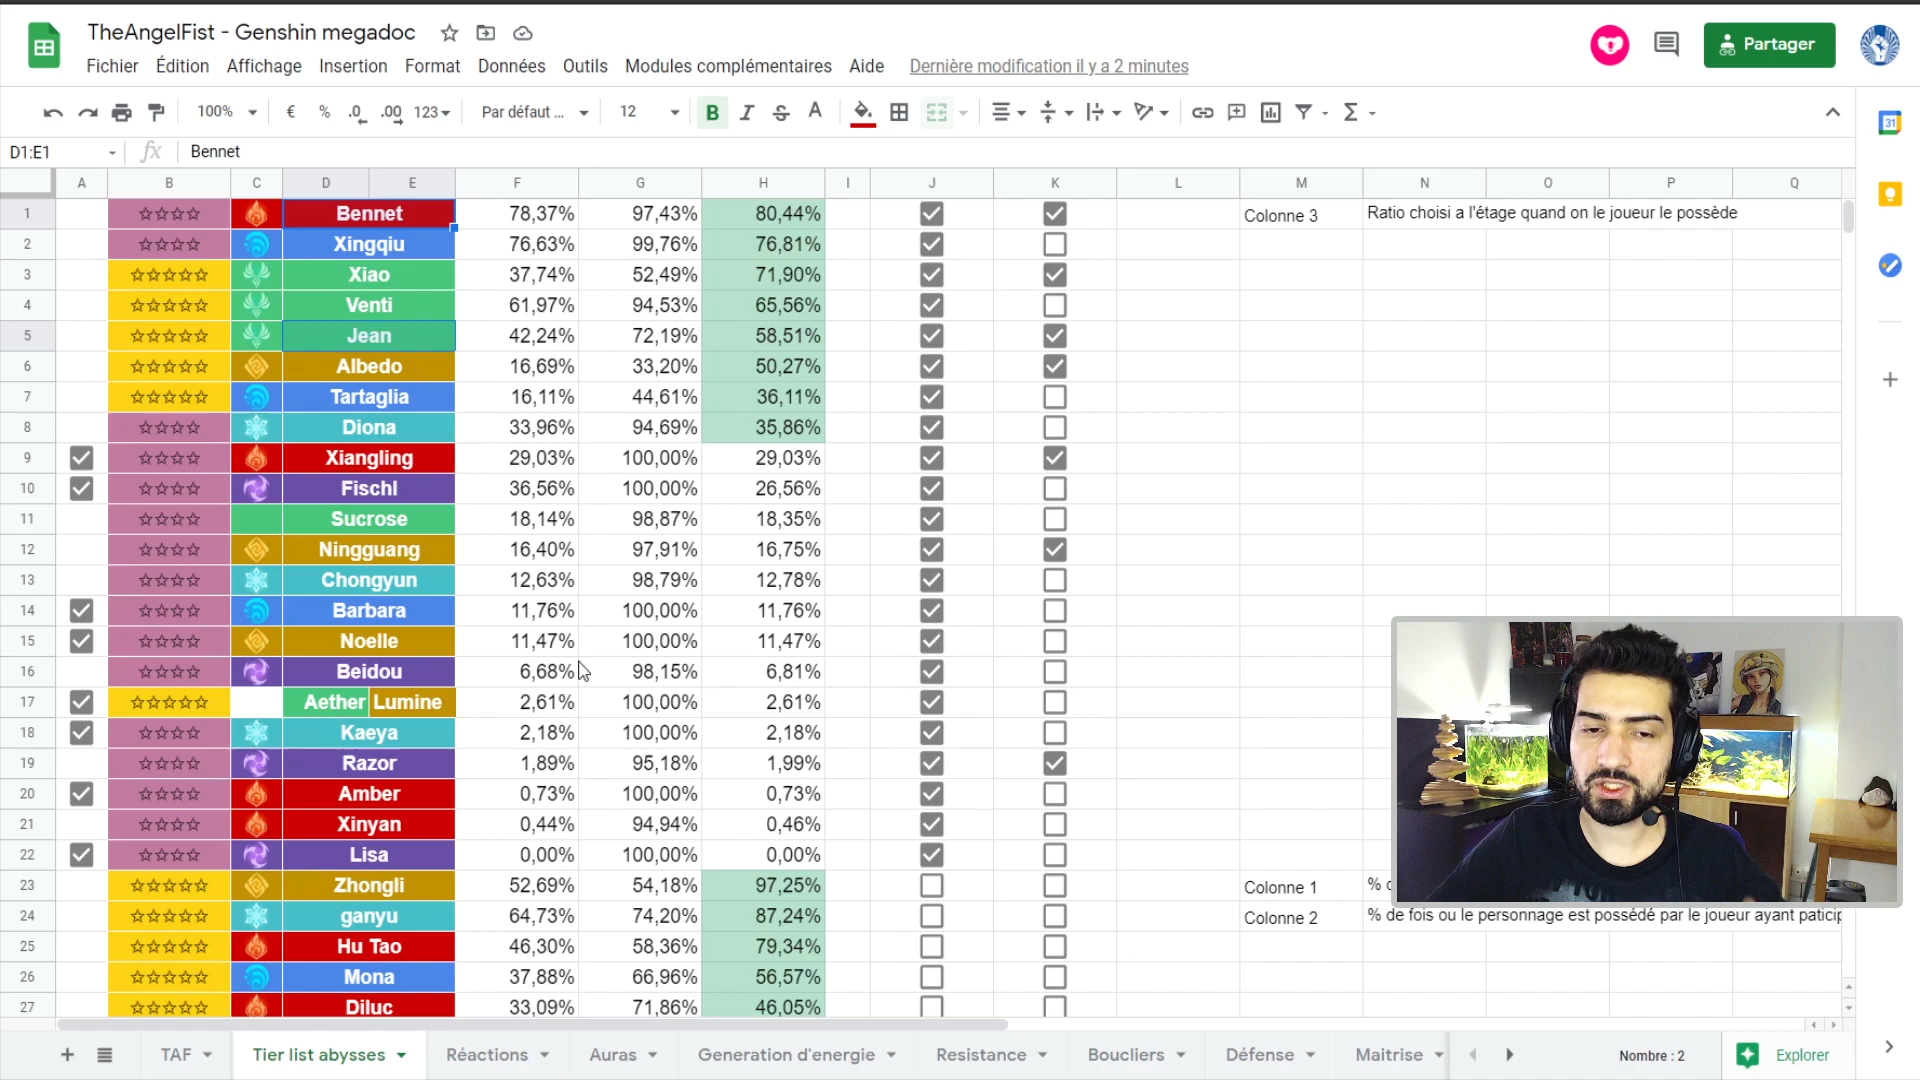 TheAngelFist - Genshin megadoc
Partager
Fichier Édition Affichage Insertion Format Données Outils Modules complémentaires Aide Dernière modification il y a 2 minutes
100% € % .0 .00 123 Par défaut ... 12 B I S A
D1:E1 fx Bennet
A B C D E F G H I J K L M N O P Q
1 ☆☆☆☆ Bennet 78,37% 97,43% 80,44% Colonne 3 Ratio choisi a l'étage quand on le joueur le possède
2 ☆☆☆☆ Xingqiu 76,63% 99,76% 76,81%
3 ☆☆☆☆☆ Xiao 37,74% 52,49% 71,90%
4 ☆☆☆☆☆ Venti 61,97% 94,53% 65,56%
5 ☆☆☆☆☆ Jean 42,24% 72,19% 58,51%
6 ☆☆☆☆☆ Albedo 16,69% 33,20% 50,27%
7 ☆☆☆☆☆ Tartaglia 16,11% 44,61% 36,11%
8 ☆☆☆☆ Diona 33,96% 94,69% 35,86%
9 ☆☆☆☆ Xiangling 29,03% 100,00% 29,03%
10 ☆☆☆☆ Fischl 36,56% 100,00% 26,56%
11 ☆☆☆☆ Sucrose 18,14% 98,87% 18,35%
12 ☆☆☆☆ Ningguang 16,40% 97,91% 16,75%
13 ☆☆☆☆ Chongyun 12,63% 98,79% 12,78%
14 ☆☆☆☆ Barbara 11,76% 100,00% 11,76%
15 ☆☆☆☆ Noelle 11,47% 100,00% 11,47%
16 ☆☆☆☆ Beidou 6,68% 98,15% 6,81%
17 ☆☆☆☆☆ Aether Lumine 2,61% 100,00% 2,61%
18 ☆☆☆☆ Kaeya 2,18% 100,00% 2,18%
19 ☆☆☆☆ Razor 1,89% 95,18% 1,99%
20 ☆☆☆☆ Amber 0,73% 100,00% 0,73%
21 ☆☆☆☆ Xinyan 0,44% 94,94% 0,46%
22 ☆☆☆☆ Lisa 0,00% 100,00% 0,00%
23 ☆☆☆☆☆ Zhongli 52,69% 54,18% 97,25% Colonne 1 %
24 ☆☆☆☆☆ ganyu 64,73% 74,20% 87,24% Colonne 2 % de fois ou le personnage est possédé par le joueur ayant paticip
25 ☆☆☆☆☆ Hu Tao 46,30% 58,36% 79,34%
26 ☆☆☆☆☆ Mona 37,88% 66,96% 56,57%
27 ☆☆☆☆☆ Diluc 33,09% 71,86% 46,05%
+ TAF Tier list abysses Réactions Auras Generation d'energie Resistance Boucliers Défense Maitrise Nombre : 2 Explorer
31